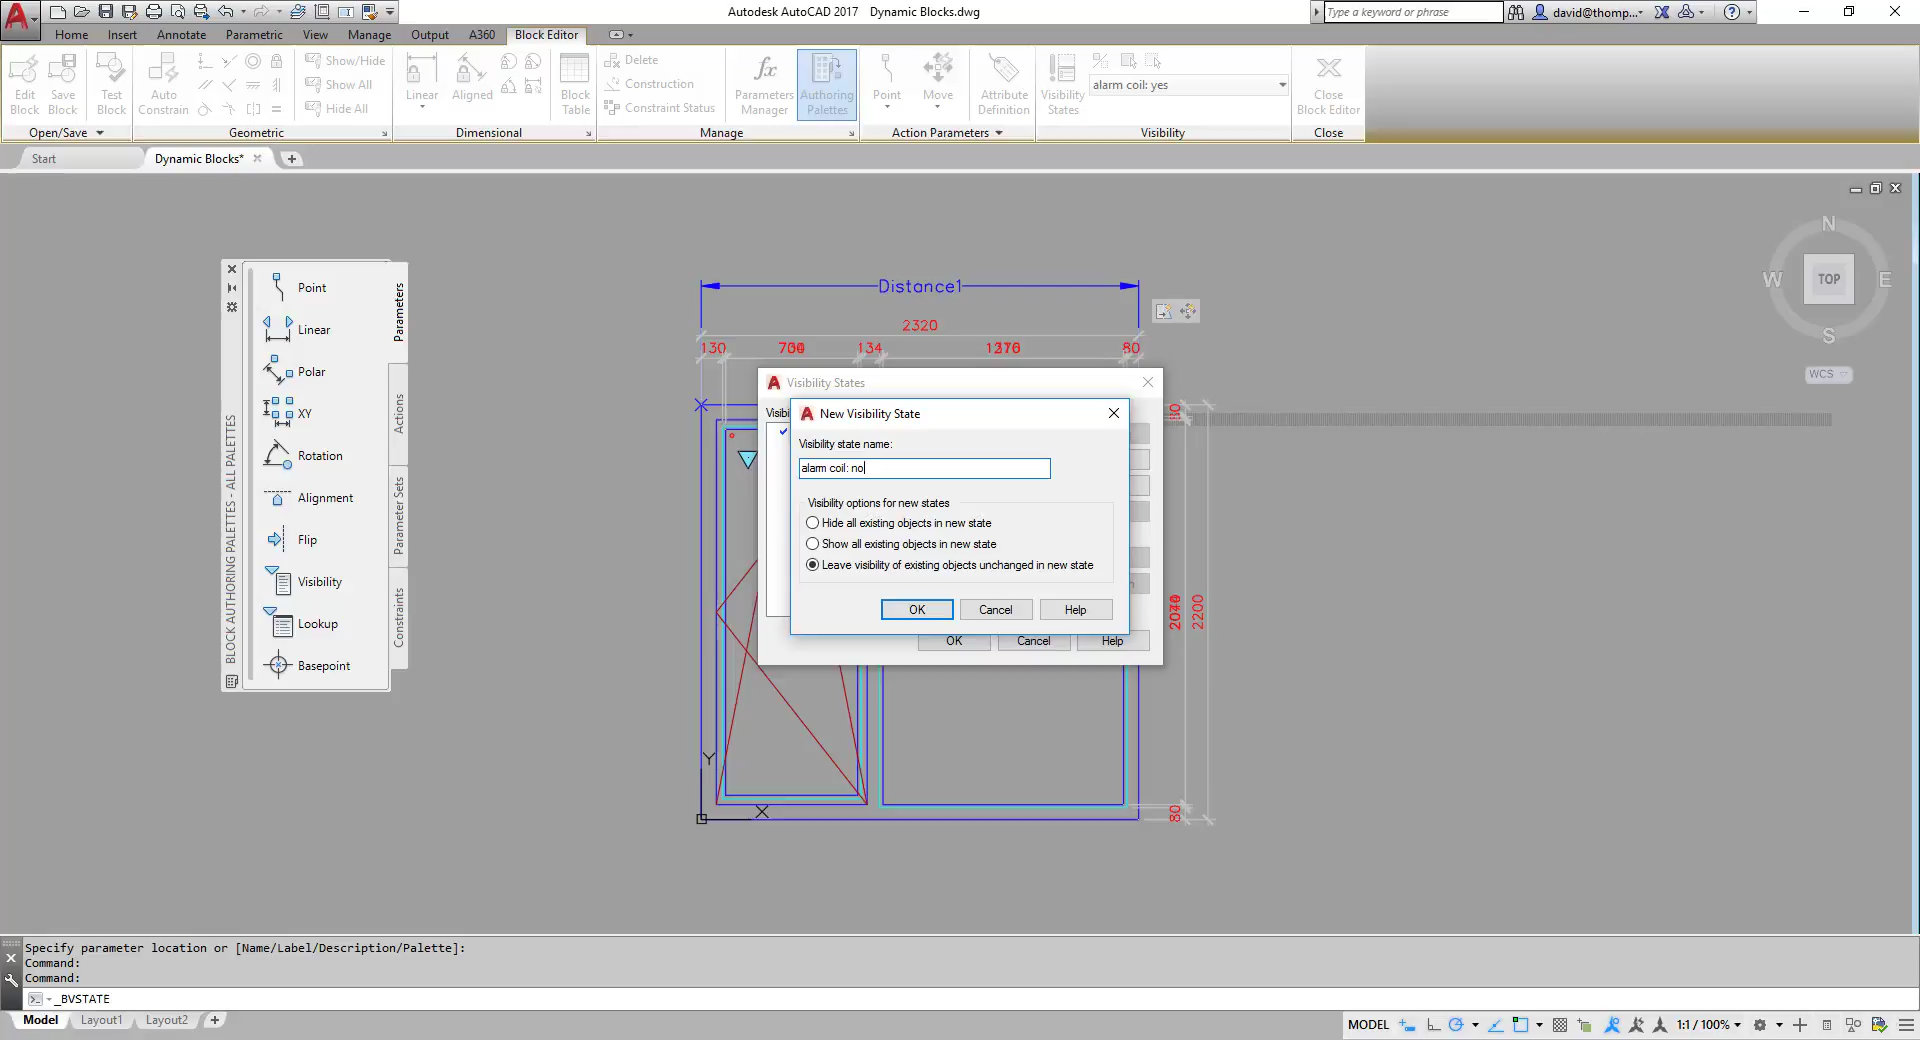 Autodesk AutoCAD 2017 Dynamic Blocks.dwg
Type a keyword or phrase
david@thomp...
Home Insert Annotate Parametric View Manage Output A360 Block Editor
Edit Block
Save Block
Test Block
Auto Constrain
Show/Hide
Show All
Hide All
Linear
Aligned
Block Table
Delete
Construction
Constraint Status
Parameters Manager
Authoring Palettes
Point
Move
Attribute Definition
Visibility States
alarm coil: yes
Close Block Editor
Open/Save Geometric Dimensional Manage Action Parameters Visibility Close
Start Dynamic Blocks*
N
W TOP E
S
WCS
Point
Linear
Polar
XY
Rotation
Alignment
Flip
Visibility
Lookup
Basepoint
Parameters
Actions
Parameter Sets
Constraints
BLOCK AUTHORING PALETTES - ALL PALETTES
Distance1
2320
130 134 80
2200
80
Y
X
Visibility States
Visibi
New Visibility State
Visibility state name:
alarm coil: no
Visibility options for new states
Hide all existing objects in new state
Show all existing objects in new state
Leave visibility of existing objects unchanged in new state
OK Cancel Help
OK Cancel Help
Specify parameter location or [Name/Label/Description/Palette]:
Command:
Command:
_BVSTATE
Model Layout1 Layout2
MODEL 1:1 / 100%